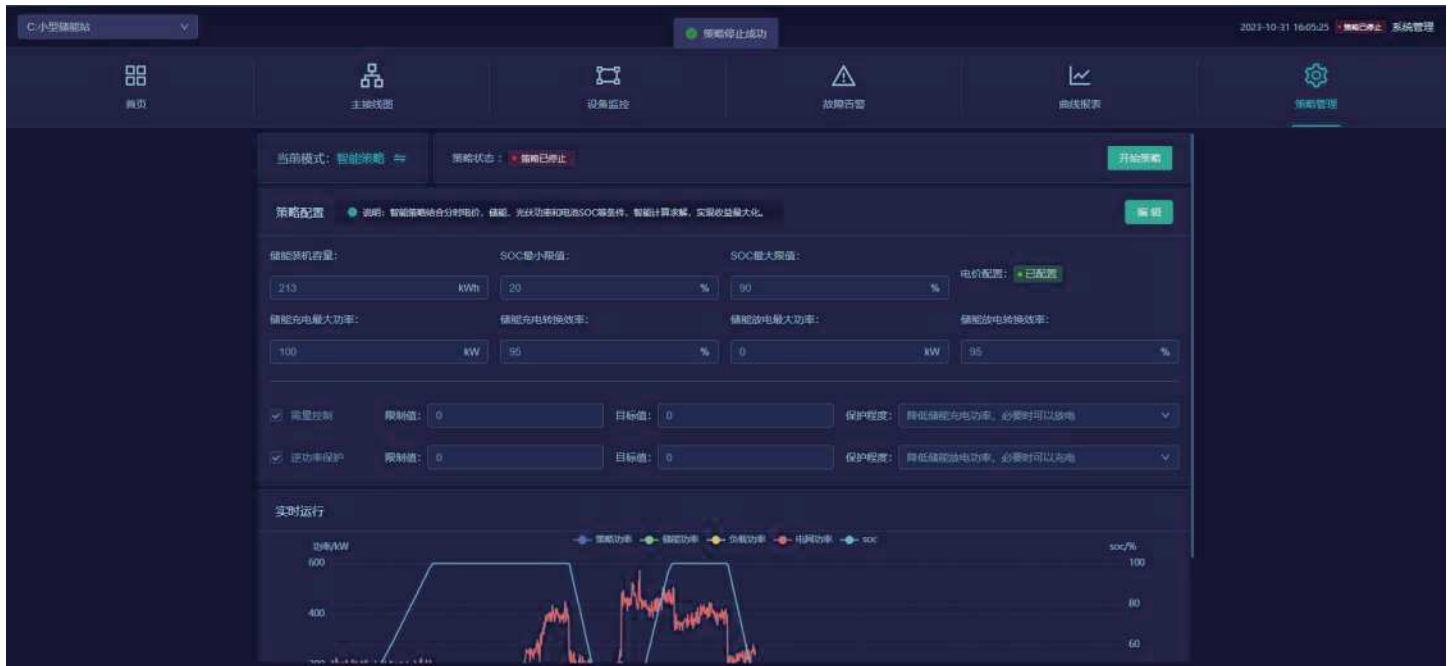 C:小型储能站
策略停止成功
2023-10-31 16:05:25 策略已停止 系统管理
首页 主接线图 设备监控 故障告警 曲线报表 策略管理
当前模式: 智能策略 策略状态: 策略已停止 开始策略
策略配置 说明: 智能策略结合分时电价、储能、光伏功率和电池SOC等条件, 智能计算求解, 实现收益最大化。 编辑
储能装机容量: SOC最小限值: SOC最大限值:
电价配置: 已配置
213 kWh 20 % 90 %
储能充电最大功率: 储能充电转换效率: 储能放电最大功率: 储能放电转换效率:
100 kW 95 % 0 kW 95 %
需量控制 限制值: 0 目标值: 0 保护程度: 降低储能充电功率、必要时可以放电
逆功率保护 限制值: 0 目标值: 0 保护程度: 降低储能放电功率、必要时可以充电
实时运行
功率/kW 策略功率 储能功率 负载功率 电网功率 soc soc/%
600 100
400 80
200 60